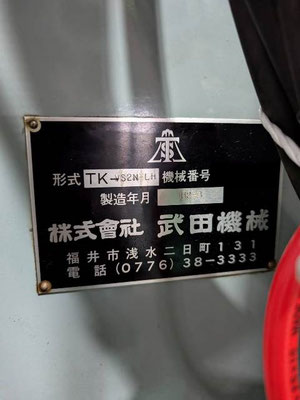 形式 TK-VS2N-LH 機械番号
製造年月
株式會社 武田機械
福井市浅水二日町131
電話(0776)38-3333